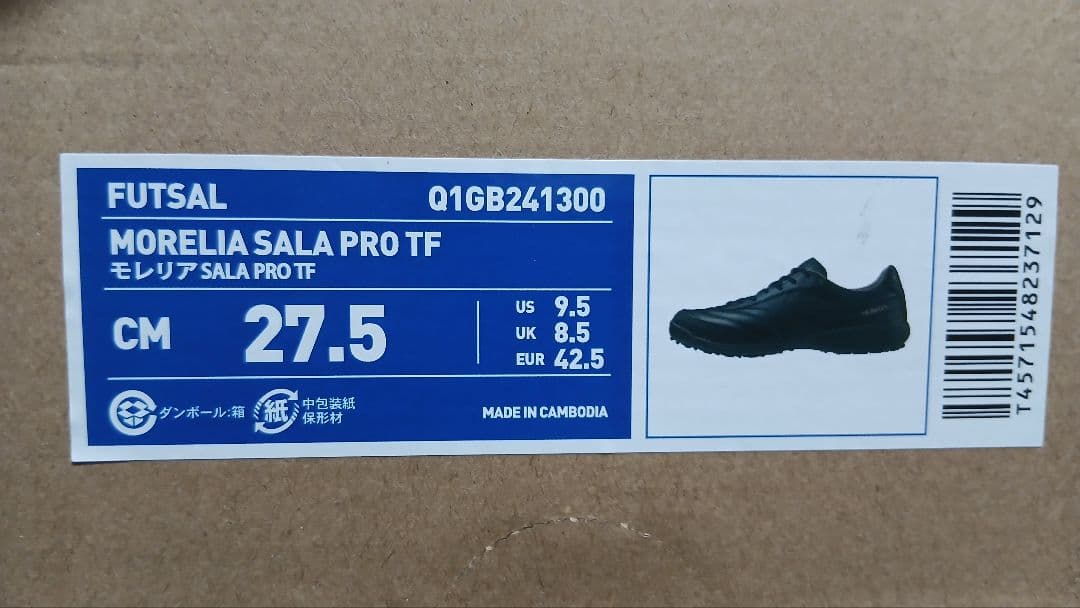 FUTSAL
Q1GB241300
MORELIA SALA PRO TF
モレリア SALA PRO TF
CM 27.5
US 9.5
UK 8.5
EUR 42.5
ダンボール:箱
紙
中包装紙
保形材
MADE IN CAMBODIA
T4571548237129